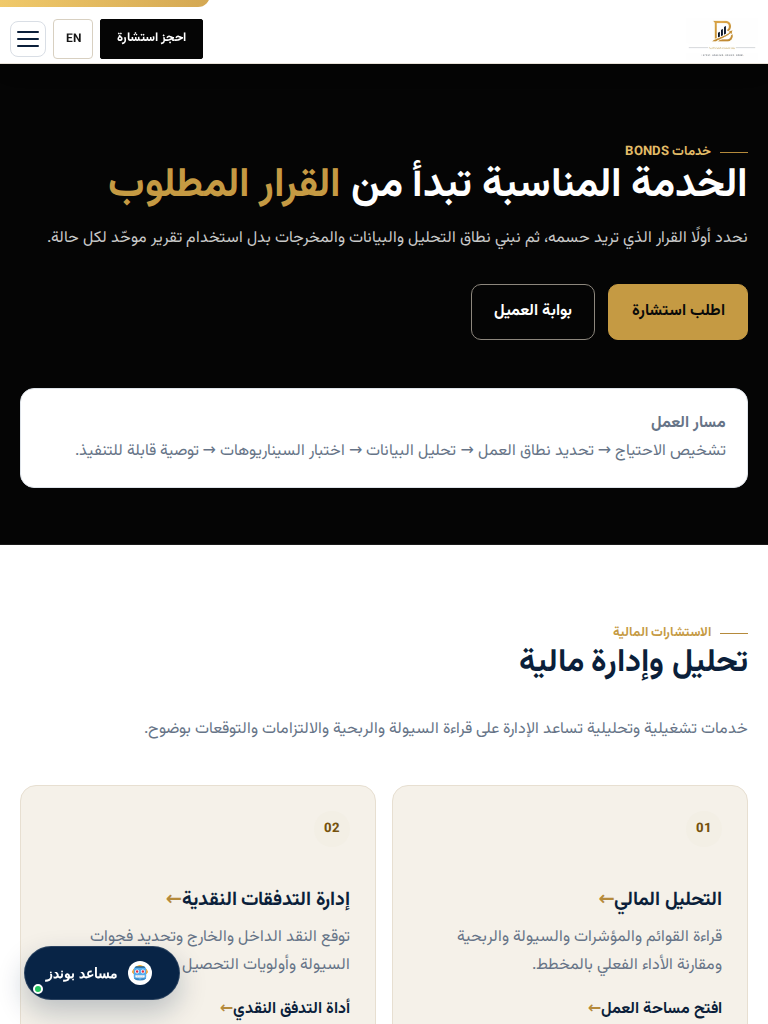 احجز استشارة
EN
خدمات BONDS
الخدمة المناسبة تبدأ من القرار المطلوب
نحدد أولًا القرار الذي تريد حسمه، ثم نبني نطاق التحليل والبيانات والمخرجات بدل استخدام تقرير موحّد لكل حالة.
اطلب استشارة
بوابة العميل
مسار العمل
تشخيص الاحتياج → تحديد نطاق العمل → تحليل البيانات → اختبار السيناريوهات → توصية قابلة للتنفيذ.
الاستشارات المالية
تحليل وإدارة مالية
خدمات تشغيلية وتحليلية تساعد الإدارة على قراءة السيولة والربحية والالتزامات والتوقعات بوضوح.
01
التحليل المالي←
قراءة القوائم والمؤشرات والسيولة والربحية
ومقارنة الأداء الفعلي بالمخطط.
افتح مساحة العمل←
02
إدارة التدفقات النقدية←
توقع النقد الداخل والخارج وتحديد فجوات
السيولة وأولويات التحصيل
أداة التدفق النقدي←
مساعد بوندز